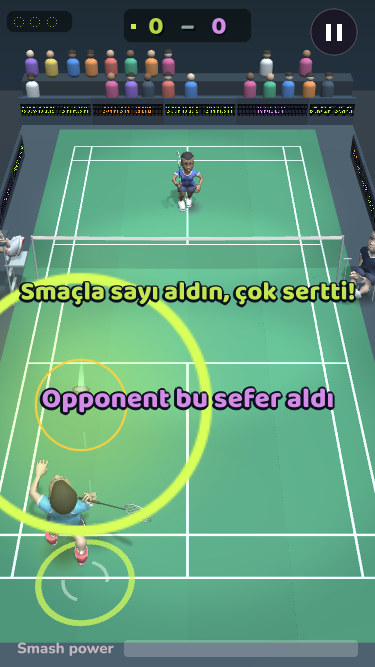 0 – 0
Smaçla sayı aldın, çok sertti!
Opponent bu sefer aldı
Smash power